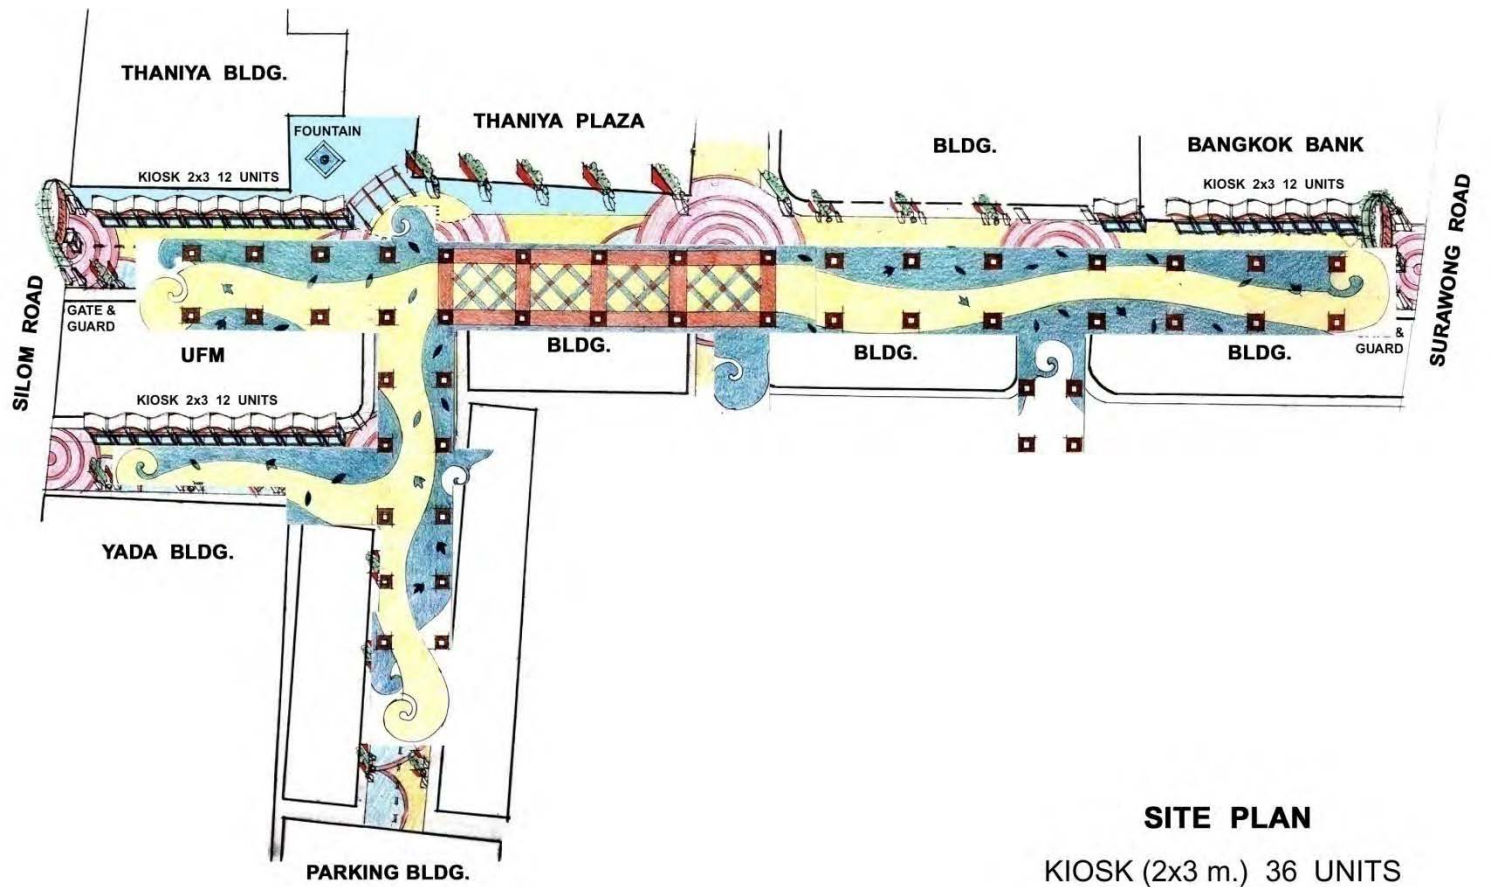 THANIYA BLDG.
FOUNTAIN
THANIYA PLAZA
BLDG.
BANGKOK BANK
KIOSK 2x3 12 UNITS
KIOSK 2x3 12 UNITS
SILOM ROAD
SURAWONG ROAD
GATE &
GUARD
UFM
BLDG.
BLDG.
BLDG.
&
GUARD
KIOSK 2x3 12 UNITS
YADA BLDG.
PARKING BLDG.
SITE PLAN
KIOSK (2x3 m.) 36 UNITS